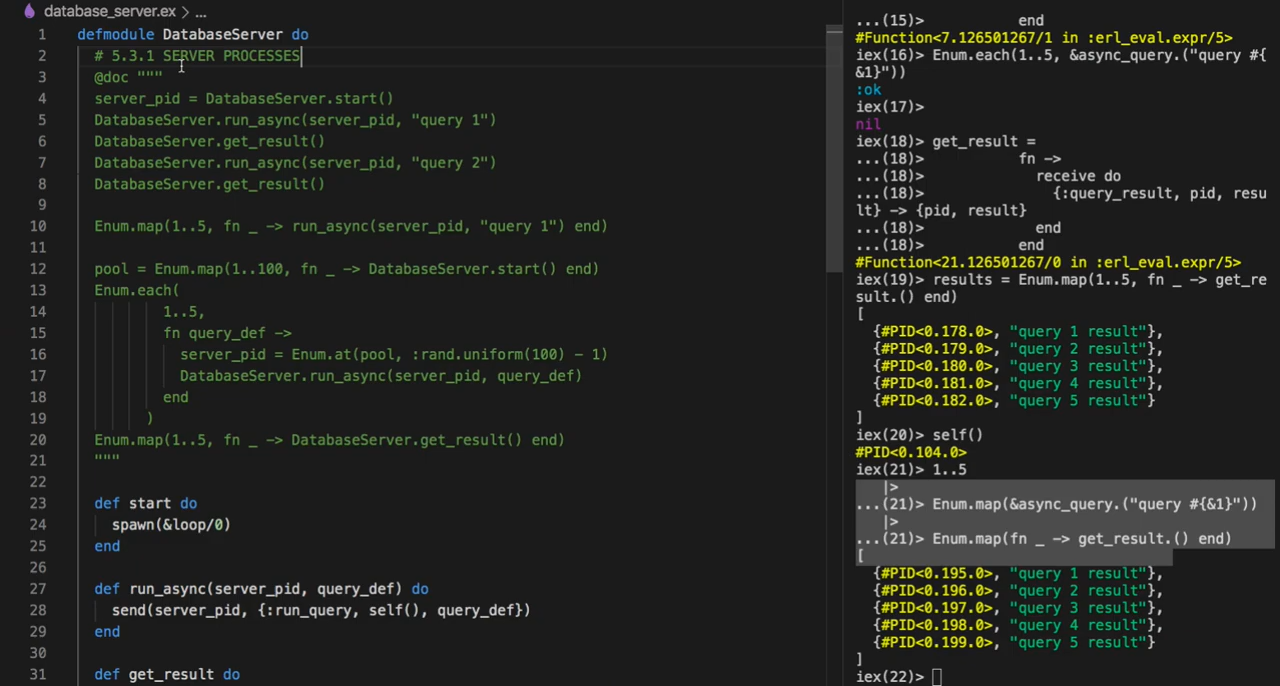 database_server.ex > ...
1 defmodule DatabaseServer do
2 # 5.3.1 SERVER PROCESSES
3 @doc """
4 server_pid = DatabaseServer.start()
5 DatabaseServer.run_async(server_pid, "query 1")
6 DatabaseServer.get_result()
7 DatabaseServer.run_async(server_pid, "query 2")
8 DatabaseServer.get_result()
9
10 Enum.map(1..5, fn _ -> run_async(server_pid, "query 1") end)
11
12 pool = Enum.map(1..100, fn _ -> DatabaseServer.start() end)
13 Enum.each(
14 1..5,
15 fn query_def ->
16 server_pid = Enum.at(pool, :rand.uniform(100) - 1)
17 DatabaseServer.run_async(server_pid, query_def)
18 end
19 )
20 Enum.map(1..5, fn _ -> DatabaseServer.get_result() end)
21 """
22
23 def start do
24 spawn(&loop/0)
25 end
26
27 def run_async(server_pid, query_def) do
28 send(server_pid, {:run_query, self(), query_def})
29 end
30
31 def get_result do
...(15)> end
#Function<7.126501267/1 in :erl_eval.expr/5>
iex(16)> Enum.each(1..5, &async_query.("query #{
&1}"))
:ok
iex(17)>
nil
iex(18)> get_result =
...(18)> fn ->
...(18)> receive do
...(18)> {:query_result, pid, resu
lt} -> {pid, result}
...(18)> end
...(18)> end
#Function<21.126501267/0 in :erl_eval.expr/5>
iex(19)> results = Enum.map(1..5, fn _ -> get_re
sult.() end)
[
{#PID<0.178.0>, "query 1 result"},
{#PID<0.179.0>, "query 2 result"},
{#PID<0.180.0>, "query 3 result"},
{#PID<0.181.0>, "query 4 result"},
{#PID<0.182.0>, "query 5 result"}
]
iex(20)> self()
#PID<0.104.0>
iex(21)> 1..5
|>
...(21)> Enum.map(&async_query.("query #{&1}"))
|>
...(21)> Enum.map(fn _ -> get_result.() end)
[
{#PID<0.195.0>, "query 1 result"},
{#PID<0.196.0>, "query 2 result"},
{#PID<0.197.0>, "query 3 result"},
{#PID<0.198.0>, "query 4 result"},
{#PID<0.199.0>, "query 5 result"}
]
iex(22)>